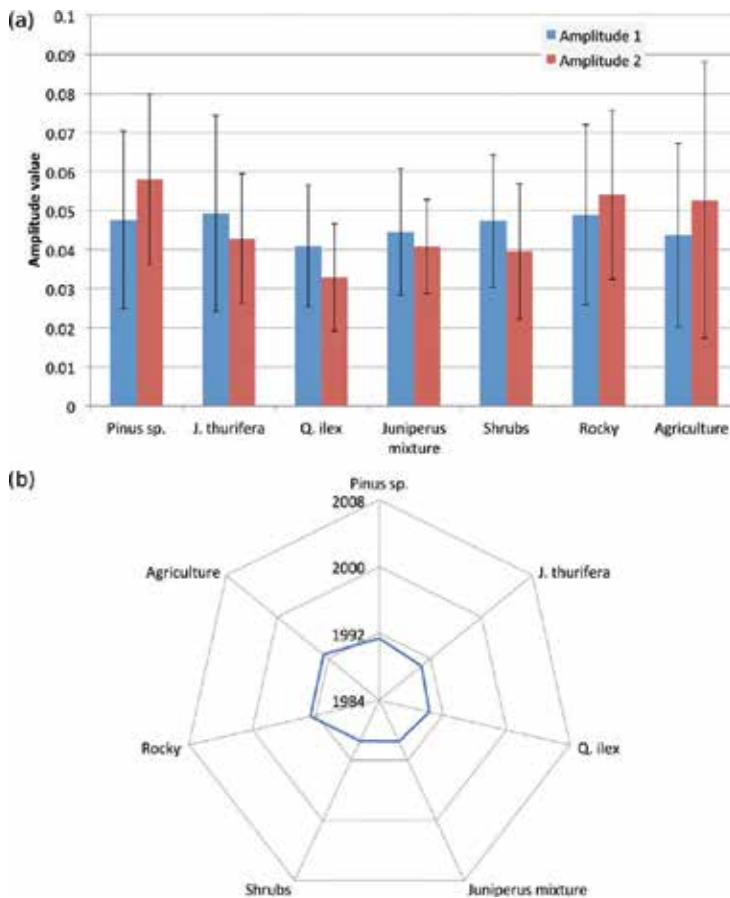 (a)
0.1
0.09
0.08
0.07
0.06
0.05
0.04
0.03
0.02
0.01
0
Amplitude value
Amplitude 1
Amplitude 2
Pinus sp.
J. thurifera
Q. ilex
Juniperus
mixture
Shrubs
Rocky
Agriculture
(b)
Pinus sp.
2008
2000
1992
1984
J. thurifera
Q. ilex
Juniperus mixture
Shrubs
Rocky
Agriculture